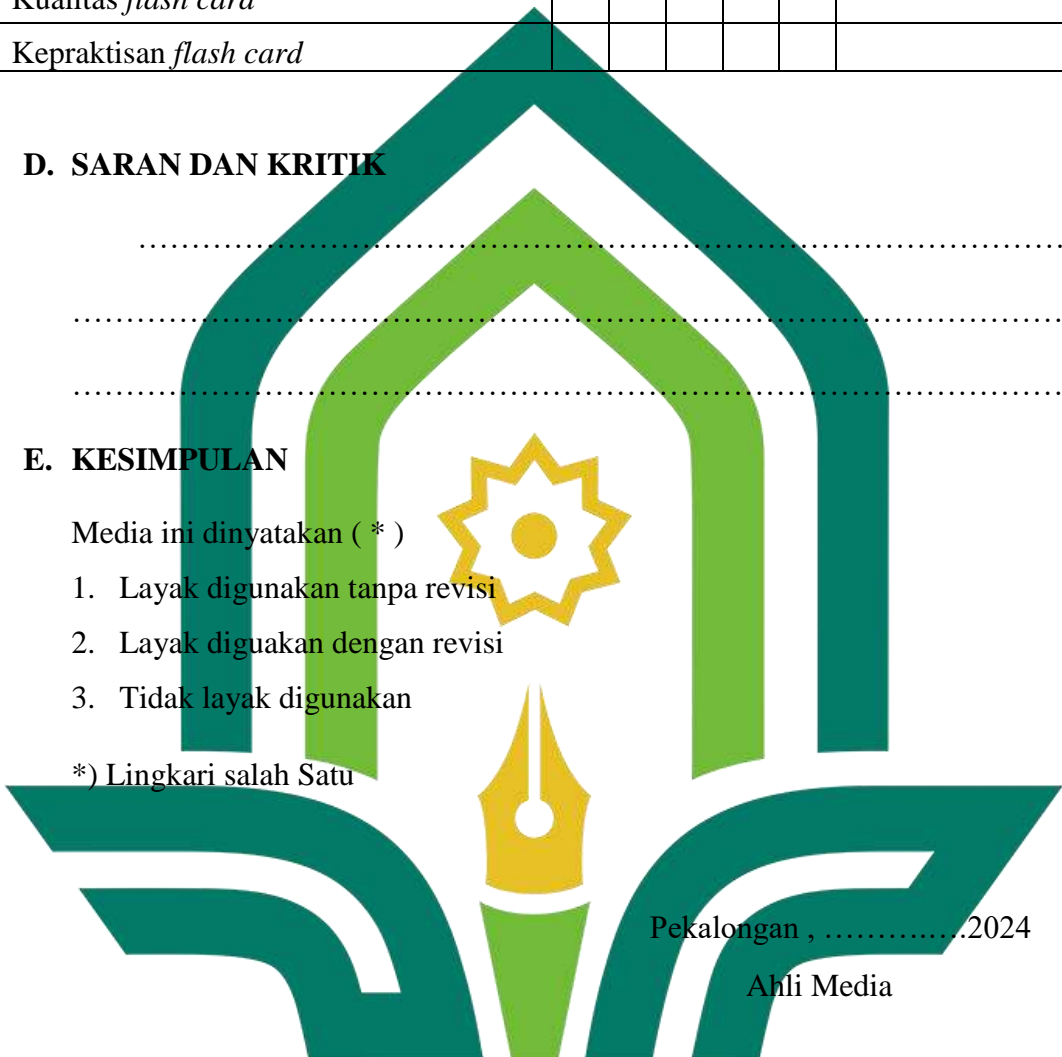 Kualitas flash card
Kepraktisan flash card
D. SARAN DAN KRITIK
………………………………………………………………………………
……………………………………………………………………………………
……………………………………………………………………………………
E. KESIMPULAN
Media ini dinyatakan ( * )
1. Layak digunakan tanpa revisi
2. Layak diguakan dengan revisi
3. Tidak layak digunakan
*) Lingkari salah Satu
Pekalongan , …………….2024
Ahli Media